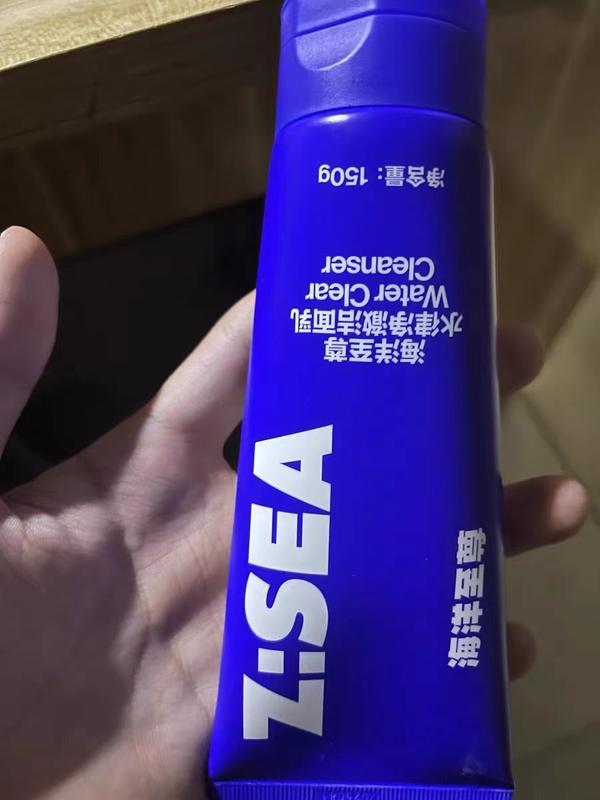 Z:SEA
海洋至尊
海洋至尊
水律净澈洁面乳
Water Clear
Cleanser
净含量：150g